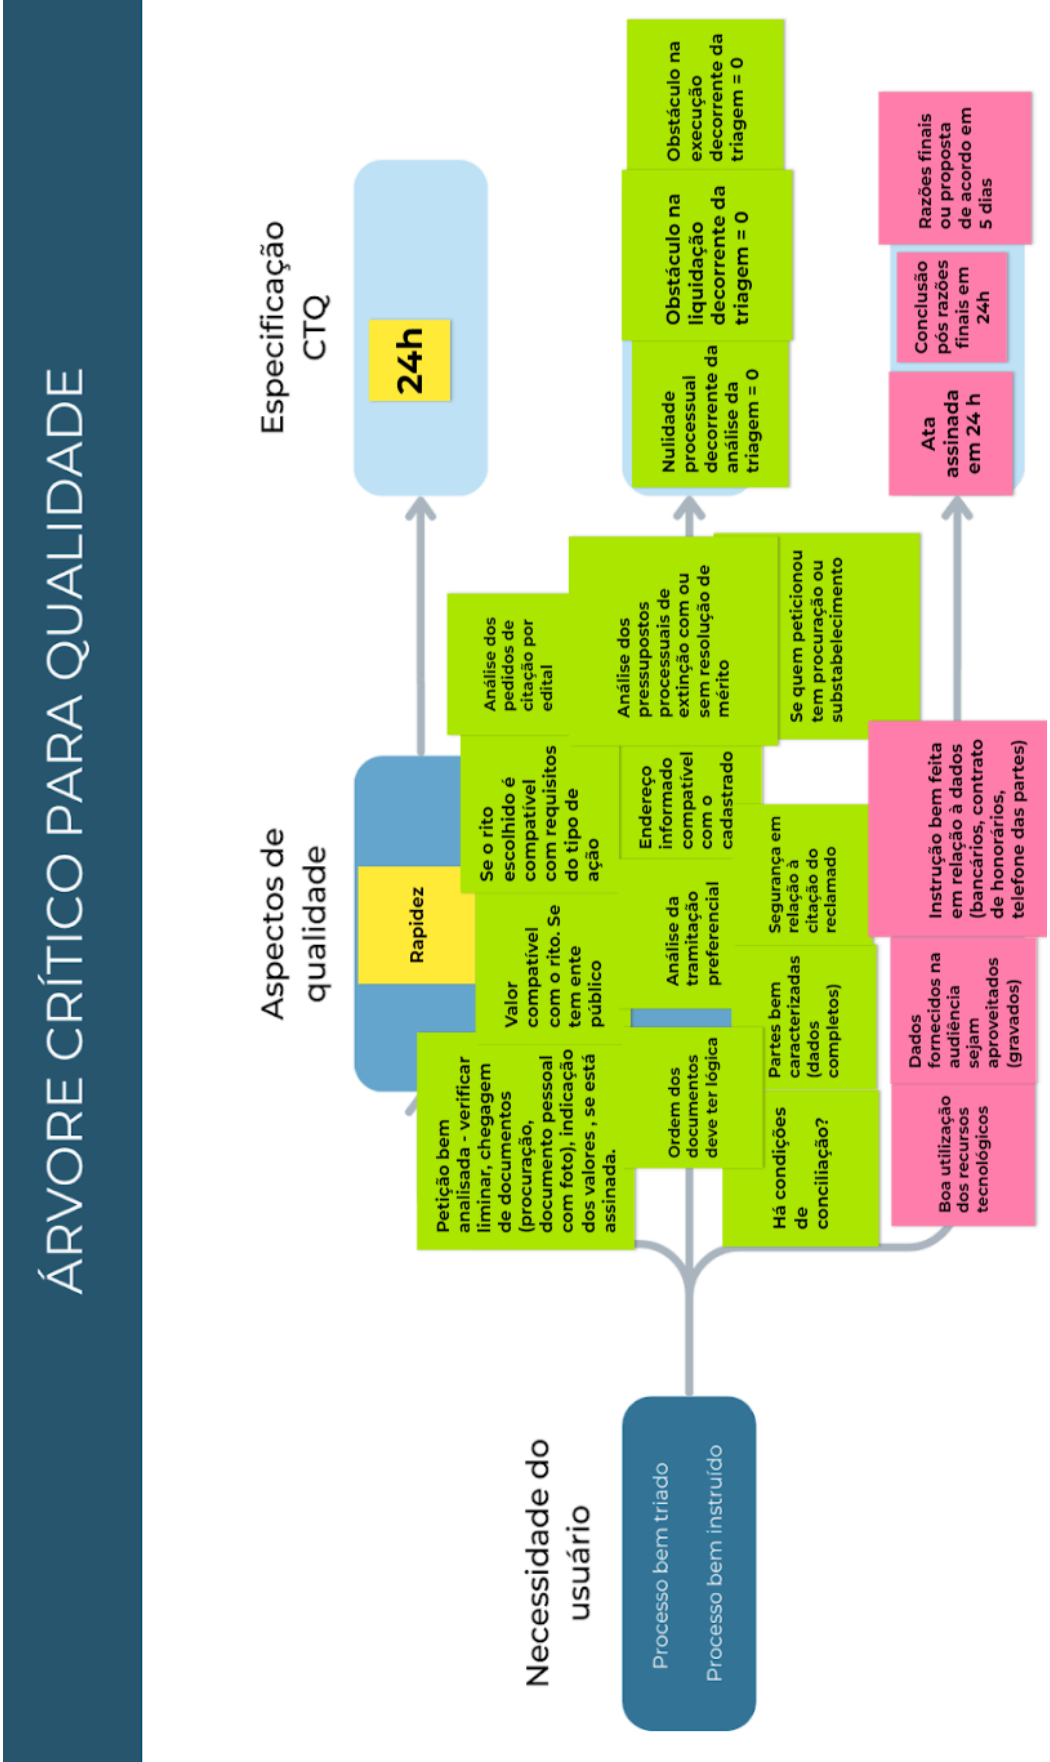 ÁRVORE CRÍTICO PARA QUALIDADE
Necessidade do
usuário
Processo bem triado
Processo bem instruído
Aspectos de
qualidade
Rapidez
Petição bem
analisada - verificar
liminar, chegagem
de documentos
(procuração,
documento pessoal
com foto), indicação
dos valores , se está
assinada.
Valor
compatível
com o rito. Se
tem ente
público
Se o rito
escolhido é
compatível
com requisitos
do tipo de
ação
Análise dos
pedidos de
citação por
edital
Ordem dos
documentos
deve ter lógica
Análise da
tramitação
preferencial
Endereço
informado
compatível
com o
cadastrado
Análise dos
pressupostos
processuais de
extinção com ou
sem resolução de
mérito
Há condições
de
conciliação?
Partes bem
caracterizadas
(dados
completos)
Segurança em
relação à
citação do
reclamado
Se quem peticionou
tem procuração ou
substabelecimento
Boa utilização
dos recursos
tecnológicos
Dados
fornecidos na
audiência
sejam
aproveitados
(gravados)
Instrução bem feita
em relação à dados
(bancários, contrato
de honorários,
telefone das partes)
Especificação
CTQ
24h
Nulidade
processual
decorrente da
análise da
triagem = 0
Obstáculo na
liquidação
decorrente da
triagem = 0
Obstáculo na
execução
decorrente da
triagem = 0
Ata
assinada
em 24 h
Conclusão
pós razões
finais em
24h
Razões finais
ou proposta
de acordo em
5 dias